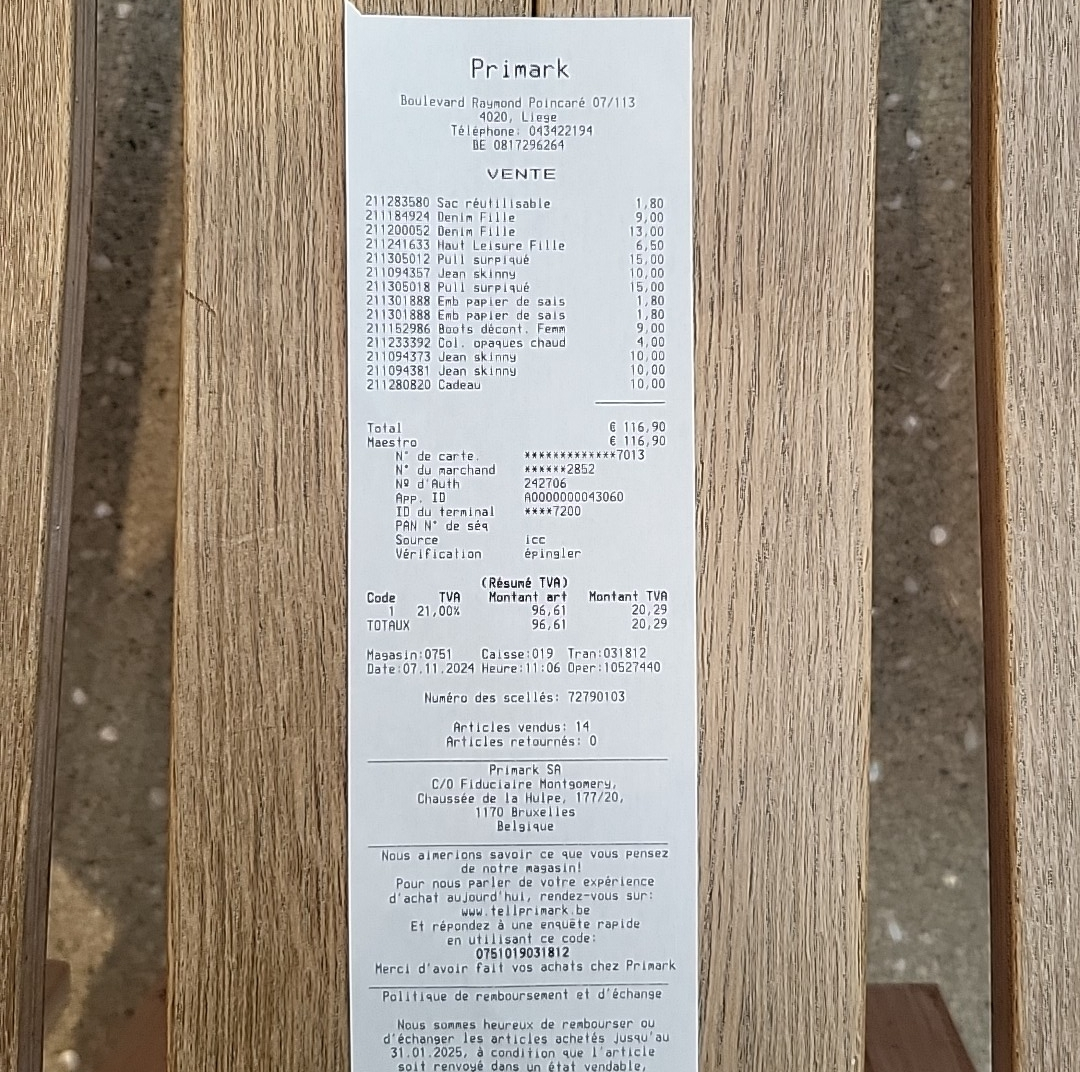 Primark
Boulevard Raymond Poincaré 07/113
4020, Liege
Téléphone: 043422194
BE 0817296264
VENTE
211283580 Sac réutilisable 1,80
211184924 Denim Fille 9,00
211200052 Denim Fille 13,00
211241633 Haut Leisure Fille 6,50
211305012 Pull surpiqué 15,00
211094357 Jean skinny 10,00
211305018 Pull surpiqué 15,00
211301888 Emb papier de sais 1,80
211301888 Emb papier de sais 1,80
211152986 Boots décont. Femm 9,00
211233392 Col. opaques chaud 4,00
211094373 Jean skinny 10,00
211094381 Jean skinny 10,00
211280820 Cadeau 10,00
Total € 116,90
Maestro € 116,90
N° de carte. *************7013
N° du marchand ******2852
Nº d'Auth 242706
App. ID A0000000043060
ID du terminal ****7200
PAN N° de séq
Source icc
Vérification épingler
(Résumé TVA)
Code TVA Montant art Montant TVA
1 21,00% 96,61 20,29
TOTAUX 96,61 20,29
Magasin:0751 Caisse:019 Tran:031812
Date:07.11.2024 Heure:11:06 Oper:10527440
Numéro des scellés: 72790103
Articles vendus: 14
Articles retournés: 0
Primark SA
C/O Fiduciaire Montgomery,
Chaussée de la Hulpe, 177/20,
1170 Bruxelles
Belgique
Nous aimerions savoir ce que vous pensez
de notre magasin!
Pour nous parler de votre expérience
d'achat aujourd'hui, rendez-vous sur:
www.tellprimark.be
Et répondez à une enquête rapide
en utilisant ce code:
0751019031812
Merci d'avoir fait vos achats chez Primark
Politique de remboursement et d'échange
Nous sommes heureux de rembourser ou
d'échanger les articles achetés jusqu'au
31.01.2025, à condition que l'article
soit renvoyé dans un état vendable,